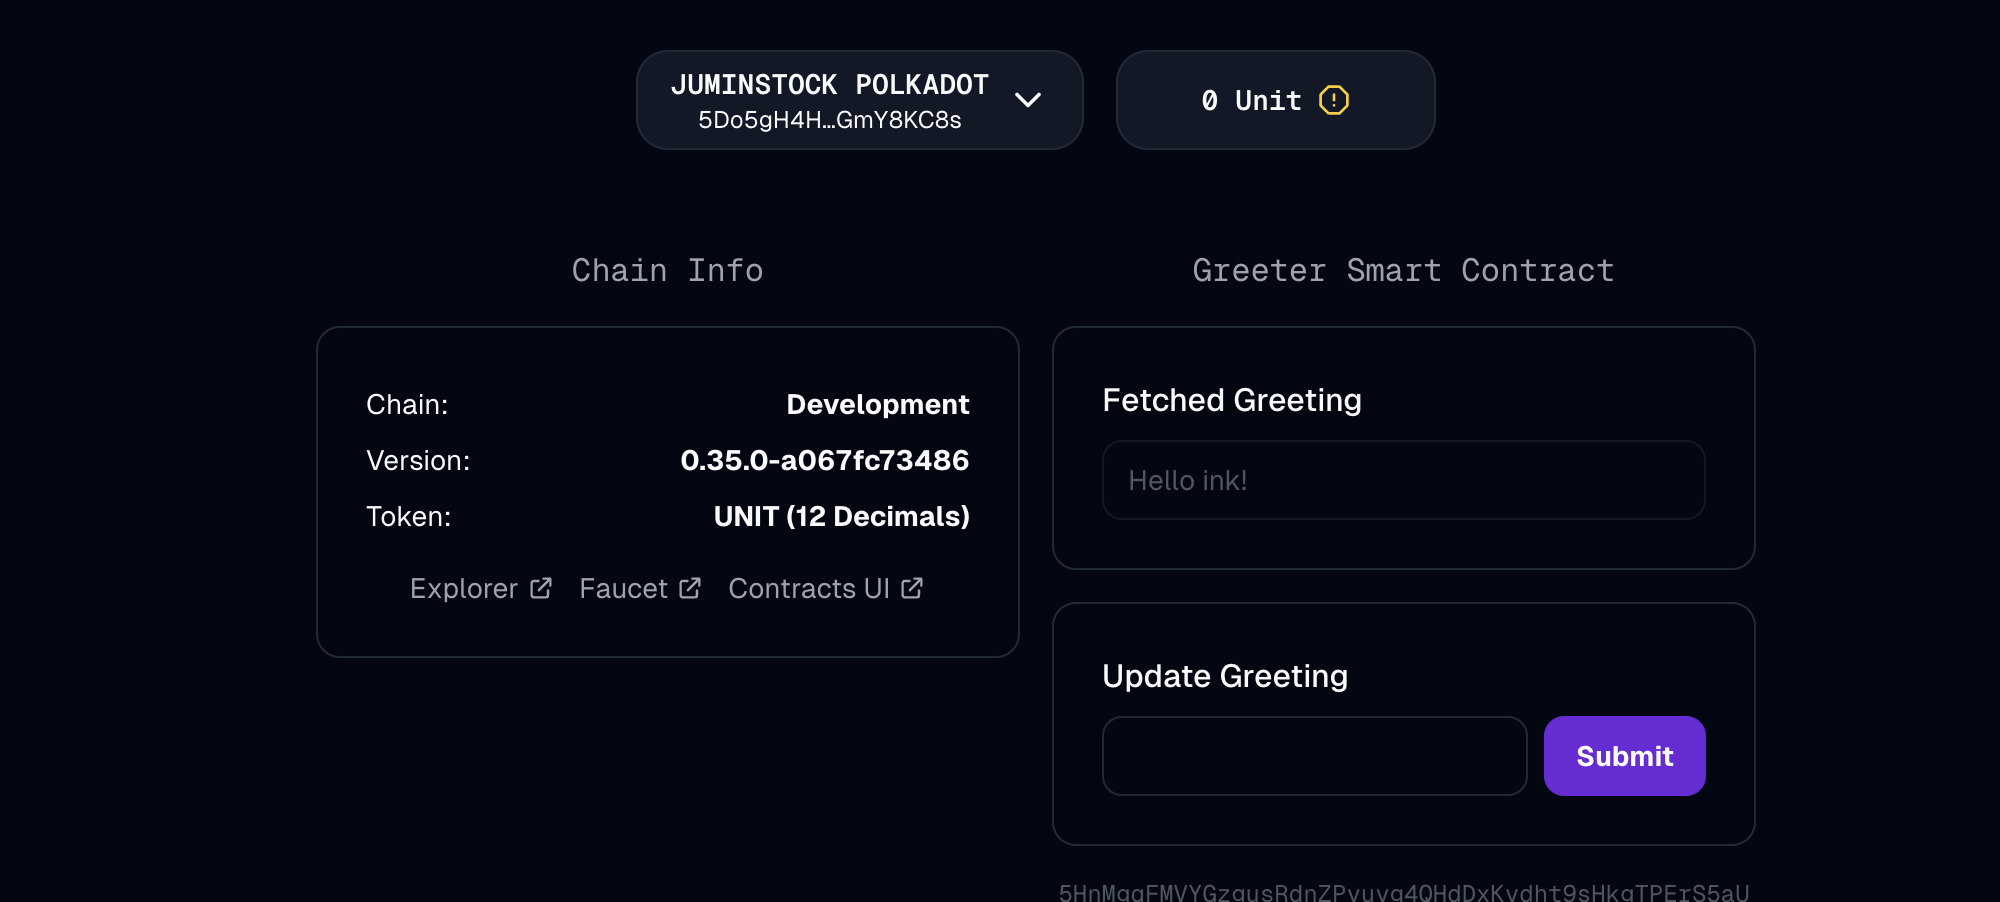 JUMINSTOCK POLKADOT
5Do5gH4H...GmY8KC8s
0 Unit
Chain Info
Chain: Development
Version: 0.35.0-a067fc73486
Token: UNIT (12 Decimals)
Explorer Faucet Contracts UI
Greeter Smart Contract
Fetched Greeting
Hello ink!
Update Greeting
Submit